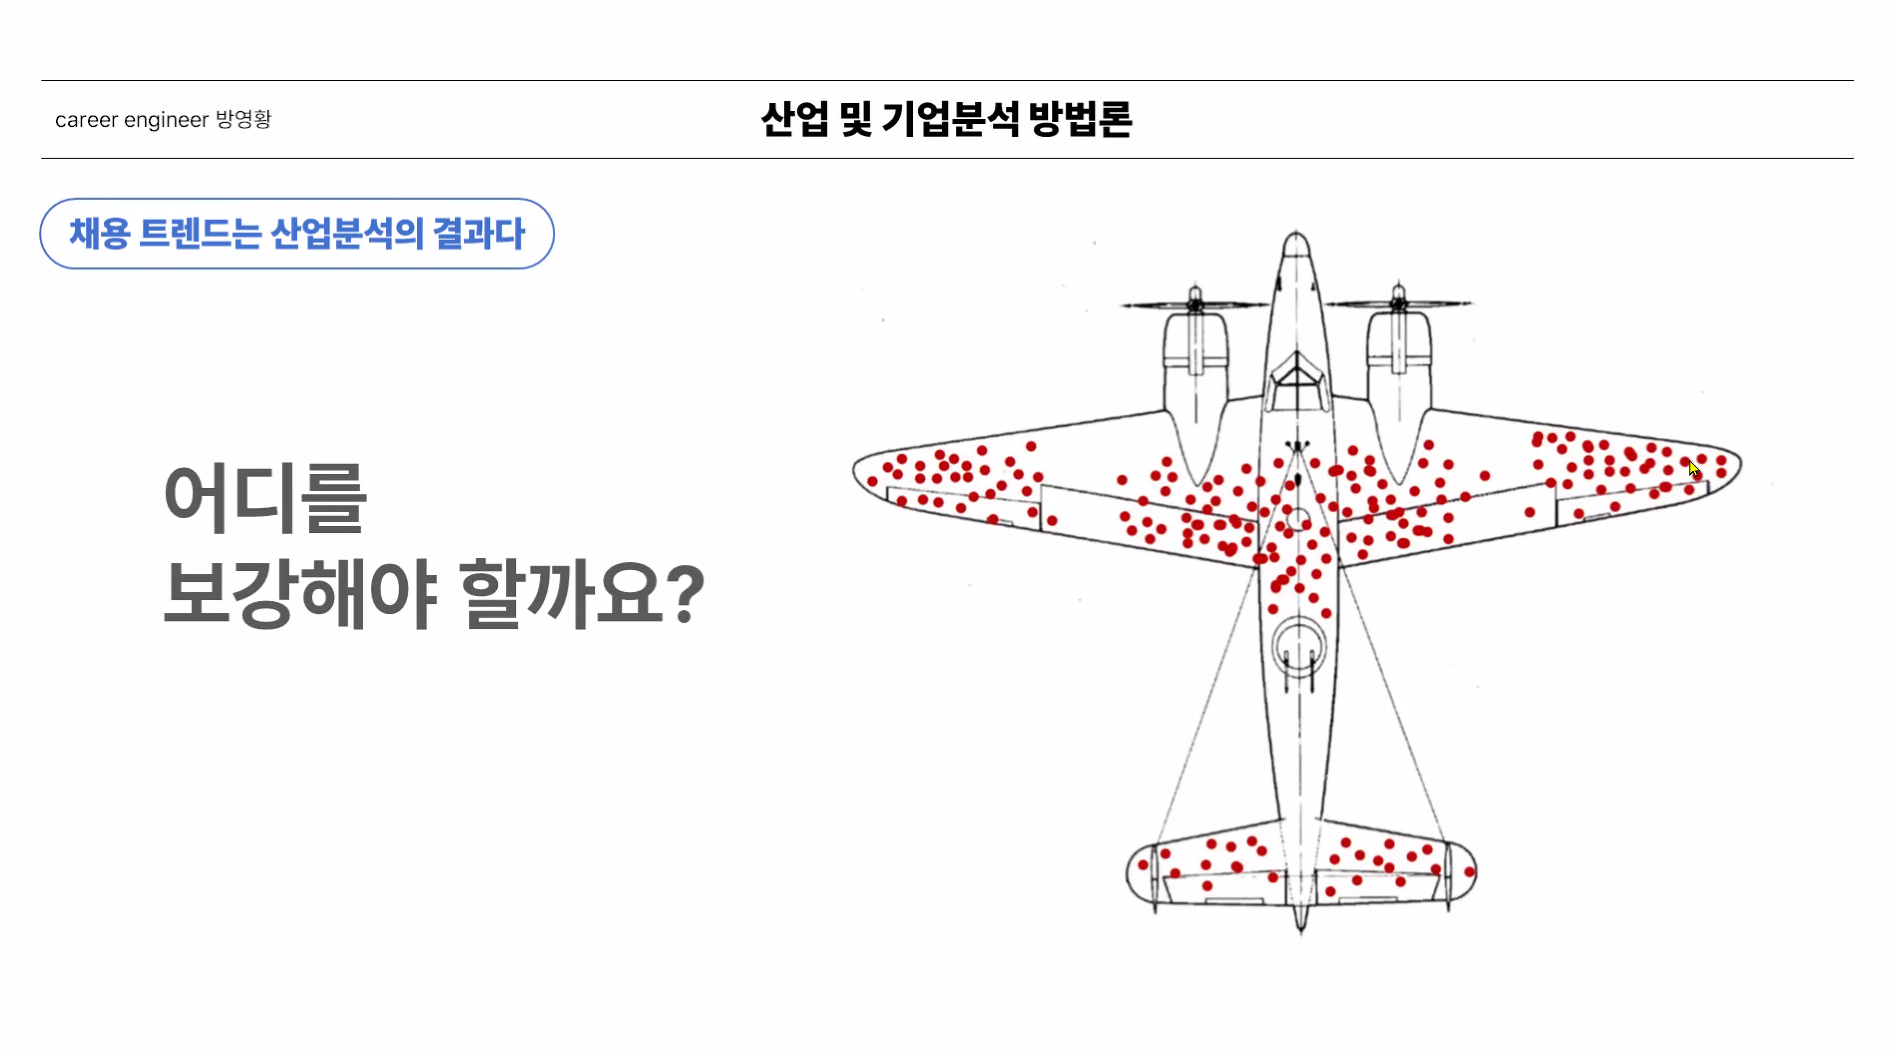 career engineer 방영황
산업 및 기업분석 방법론
채용 트렌드는 산업분석의 결과다
어디를
보강해야 할까요?